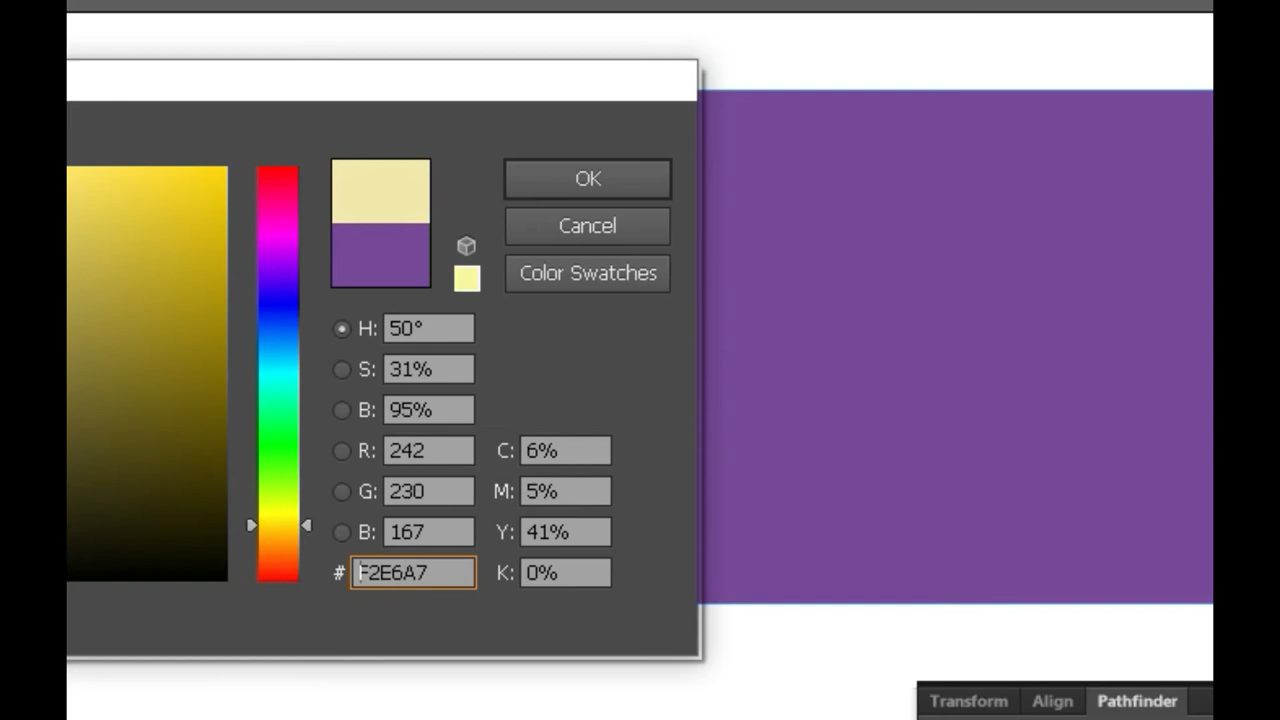 OK
Cancel
Color Swatches
H: 50°
S: 31%
B: 95%
R: 242 C: 6%
G: 230 M: 5%
B: 167 Y: 41%
# F2E6A7 K: 0%
Transform Align Pathfinder